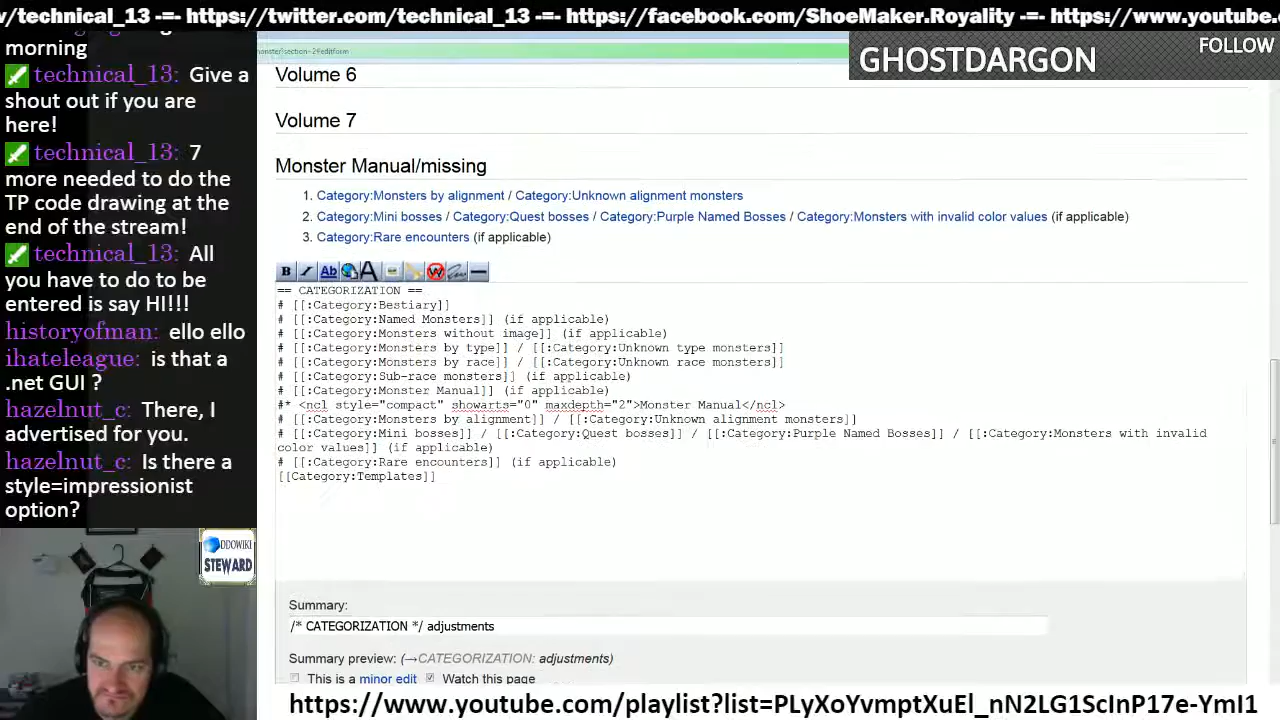 w/technical_13 -=- https://twitter.com/technical_13 -=- https://facebook.com/ShoeMaker.Royality -=- https://www.youtube.c
morning
technical_13: Give a
shout out if you are
here!
technical_13: 7
more needed to do the
TP code drawing at the
end of the stream!
technical_13: All
you have to do to be
entered is say HI!!!
historyofman: ello ello
ihateleague: is that a
.net GUI ?
hazelnut_c: There, I
advertised for you.
hazelnut_c: Is there a
style=impressionist
option?
DDOWIKI
STEWARD
GHOSTDARGON
FOLLOW
monster?section=2#editform
Volume 6
Volume 7
Monster Manual/missing
1. Category:Monsters by alignment / Category:Unknown alignment monsters
2. Category:Mini bosses / Category:Quest bosses / Category:Purple Named Bosses / Category:Monsters with invalid color values (if applicable)
3. Category:Rare encounters (if applicable)
B I Ab A W
== CATEGORIZATION ==
# [[:Category:Bestiary]]
# [[:Category:Named Monsters]] (if applicable)
# [[:Category:Monsters without image]] (if applicable)
# [[:Category:Monsters by type]] / [[:Category:Unknown type monsters]]
# [[:Category:Monsters by race]] / [[:Category:Unknown race monsters]]
# [[:Category:Sub-race monsters]] (if applicable)
# [[:Category:Monster Manual]] (if applicable)
#* <ncl style="compact" showarts="0" maxdepth="2">Monster Manual</ncl>
# [[:Category:Monsters by alignment]] / [[:Category:Unknown alignment monsters]]
# [[:Category:Mini bosses]] / [[:Category:Quest bosses]] / [[:Category:Purple Named Bosses]] / [[:Category:Monsters with invalid
color values]] (if applicable)
# [[:Category:Rare encounters]] (if applicable)
[[Category:Templates]]
Summary:
/* CATEGORIZATION */ adjustments
Summary preview: (→CATEGORIZATION: adjustments)
This is a minor edit Watch this page
https://www.youtube.com/playlist?list=PLyXoYvmptXuEl_nN2LG1ScInP17e-YmI1